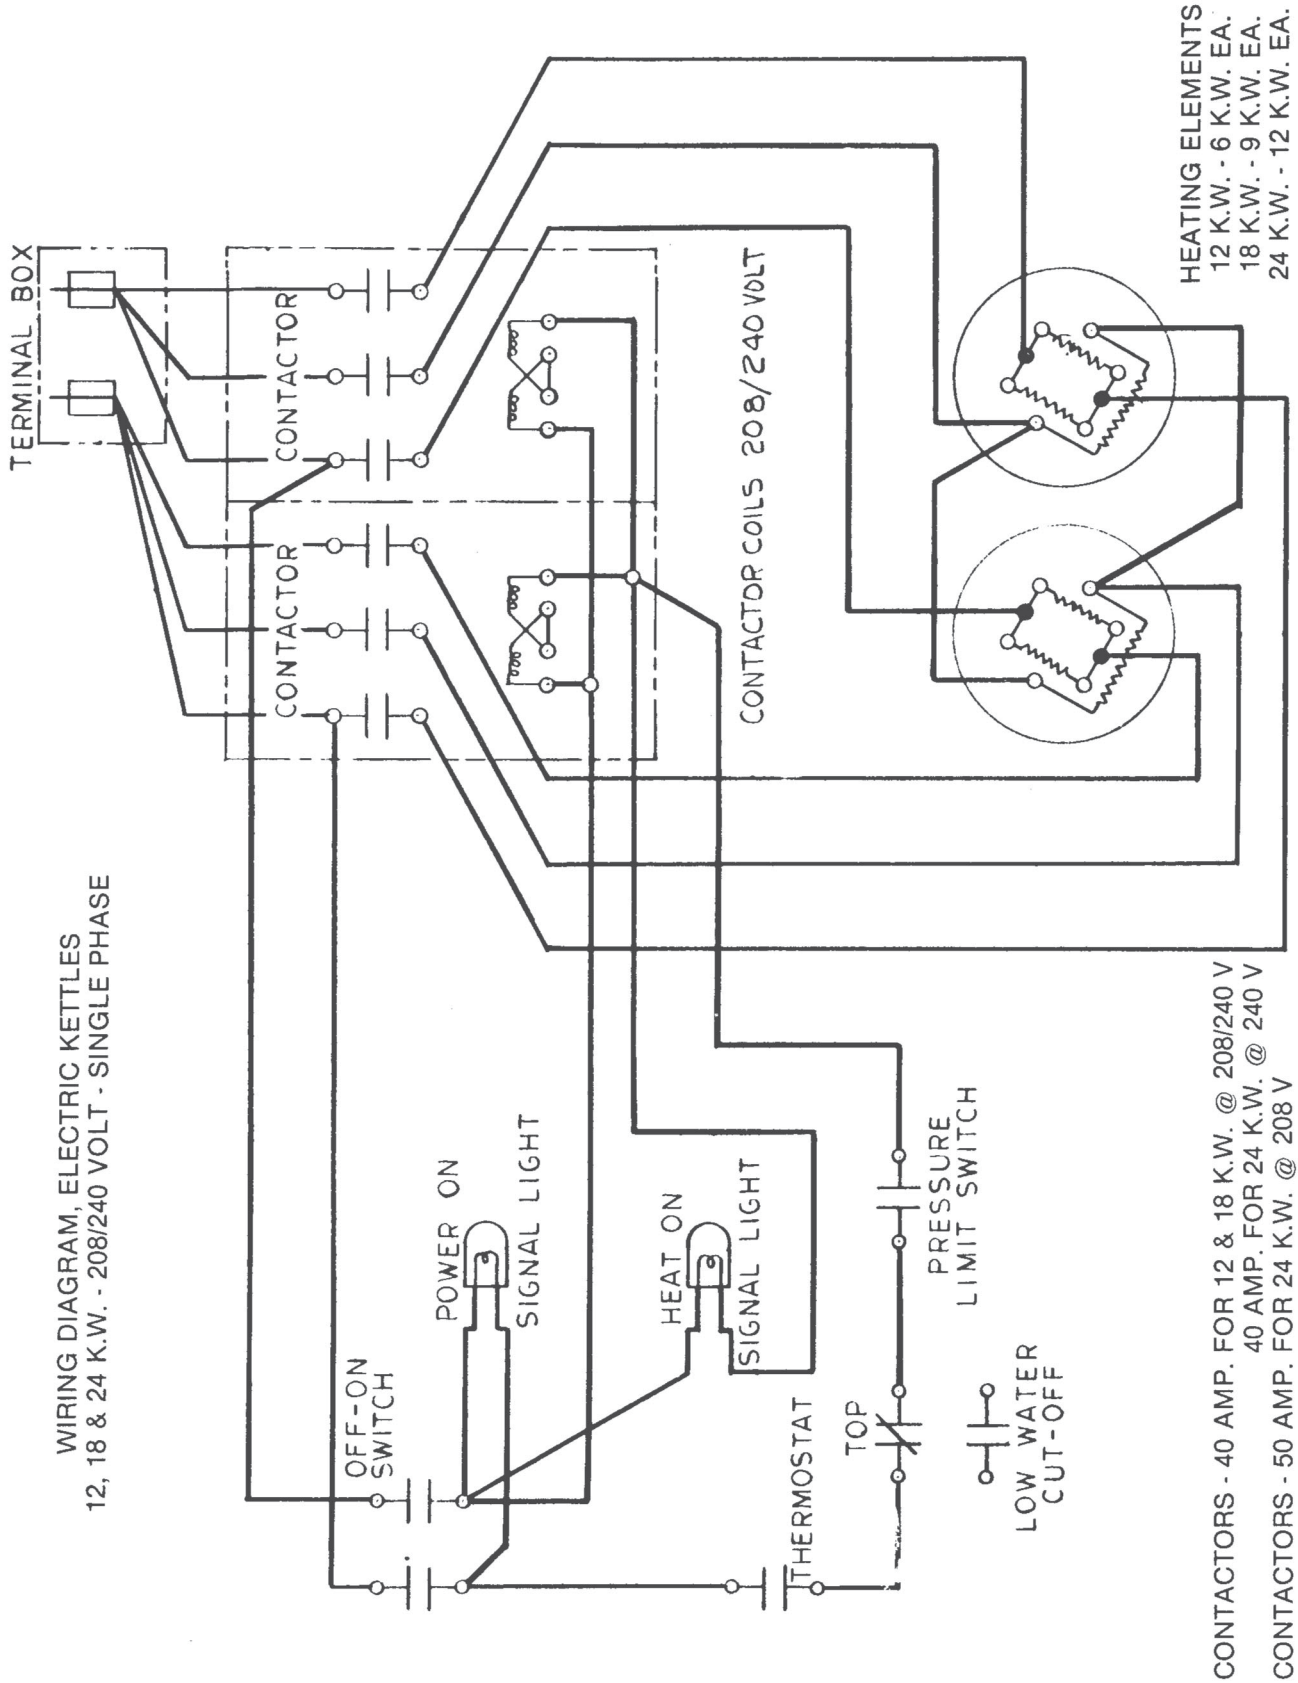 WIRING DIAGRAM, ELECTRIC KETTLES
12, 18 & 24 K.W. - 208/240 VOLT - SINGLE PHASE
TERMINAL BOX
CONTACTOR
CONTACTOR
OFF-ON
SWITCH
POWER ON
SIGNAL LIGHT
HEAT ON
SIGNAL LIGHT
CONTACTOR COILS 208/240 VOLT
THERMOSTAT
TOP
PRESSURE
LIMIT SWITCH
LOW WATER
CUT-OFF
CONTACTORS - 40 AMP. FOR 12 & 18 K.W. @ 208/240 V
40 AMP. FOR 24 K.W. @ 240 V
CONTACTORS - 50 AMP. FOR 24 K.W. @ 208 V
HEATING ELEMENTS
12 K.W. - 6 K.W. EA.
18 K.W. - 9 K.W. EA.
24 K.W. - 12 K.W. EA.